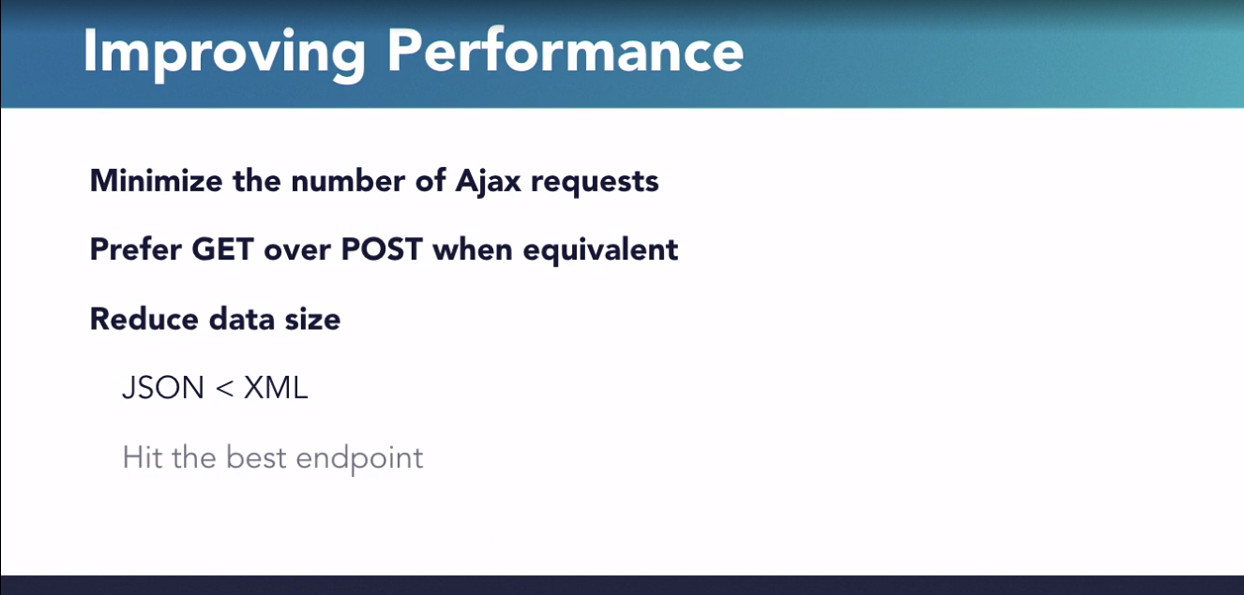 Improving Performance
Minimize the number of Ajax requests
Prefer GET over POST when equivalent
Reduce data size
JSON < XML
Hit the best endpoint